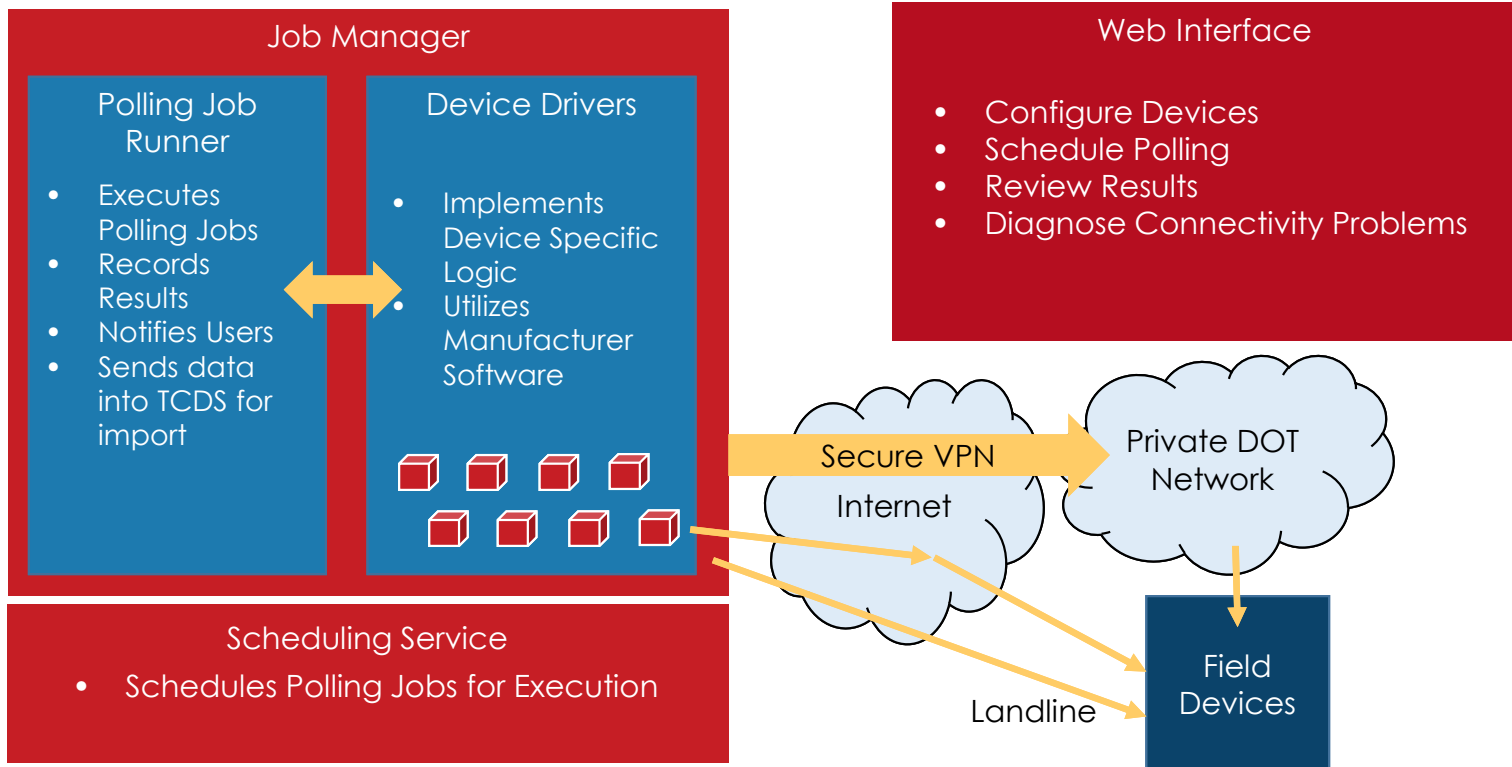 Job Manager
Polling Job
Runner
• Executes
Polling Jobs
• Records
Results
• Notifies Users
• Sends data
into TCDS for
import
Device Drivers
• Implements
Device Specific
Logic
• Utilizes
Manufacturer
Software
Scheduling Service
• Schedules Polling Jobs for Execution
Web Interface
• Configure Devices
• Schedule Polling
• Review Results
• Diagnose Connectivity Problems
Secure VPN
Internet
Private DOT
Network
Landline
Field
Devices